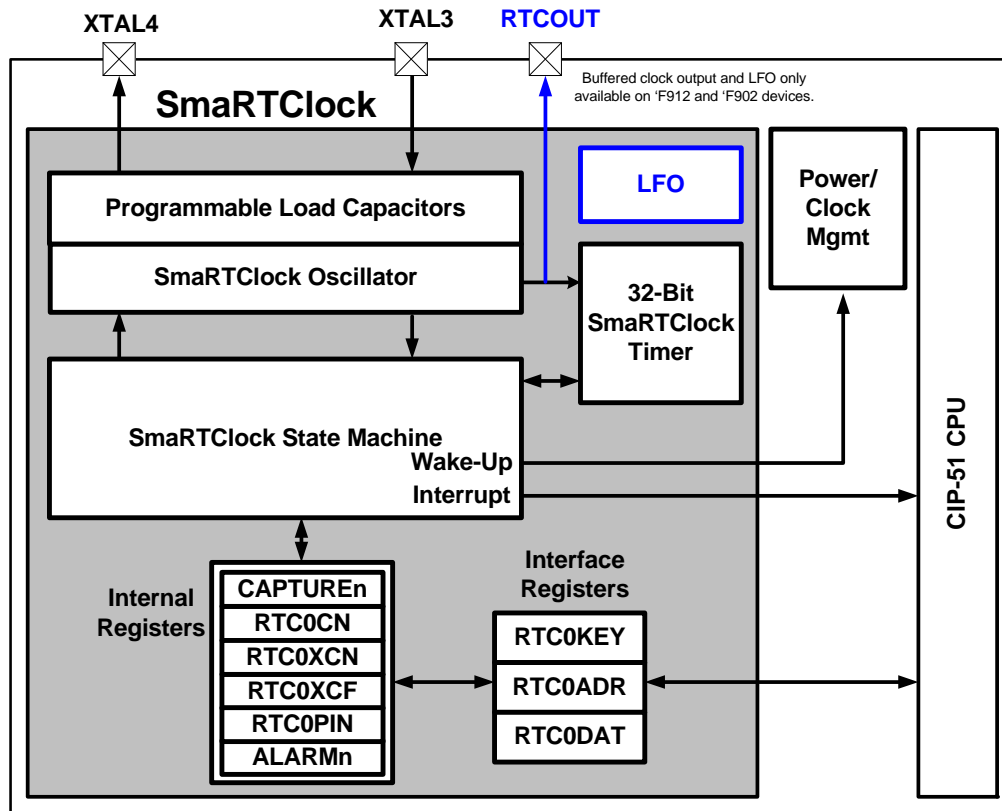 XTAL4
XTAL3
RTCOUT
Buffered clock output and LFO only
available on ‘F912 and ‘F902 devices.
SmaRTClock
Programmable Load Capacitors
SmaRTClock Oscillator
LFO
Power/
Clock
Mgmt
32-Bit
SmaRTClock
Timer
SmaRTClock State Machine
Wake-Up
Interrupt
CIP-51 CPU
Internal
Registers
CAPTUREn
RTC0CN
RTC0XCN
RTC0XCF
RTC0PIN
ALARMn
Interface
Registers
RTC0KEY
RTC0ADR
RTC0DAT